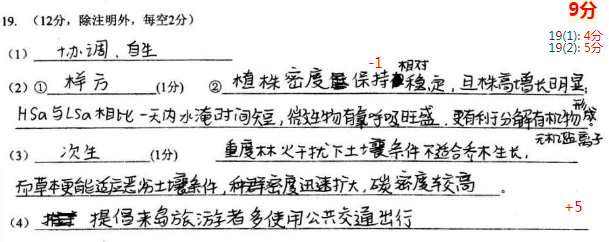 19. (12分，除注明外，每空2分) 9分
19(1): 4分
19(2): 5分
(1) 协调、自生
-1
(2) ① 样方 (1分) ② 植株密度保持相对稳定，且株高增长明显;
HSa与LSa相比一天内水淹时间短，微生物有氧呼吸旺盛．更有利于分解有机物形成
无机盐离子。
(3) 次生 (1分) 重度林火干扰下土壤条件不适合乔木生长，
而草本更能适应恶劣土壤条件，种群密度迅速扩大，碳密度较高。
+5
(4) 提倡来岛旅游者多使用公共交通出行